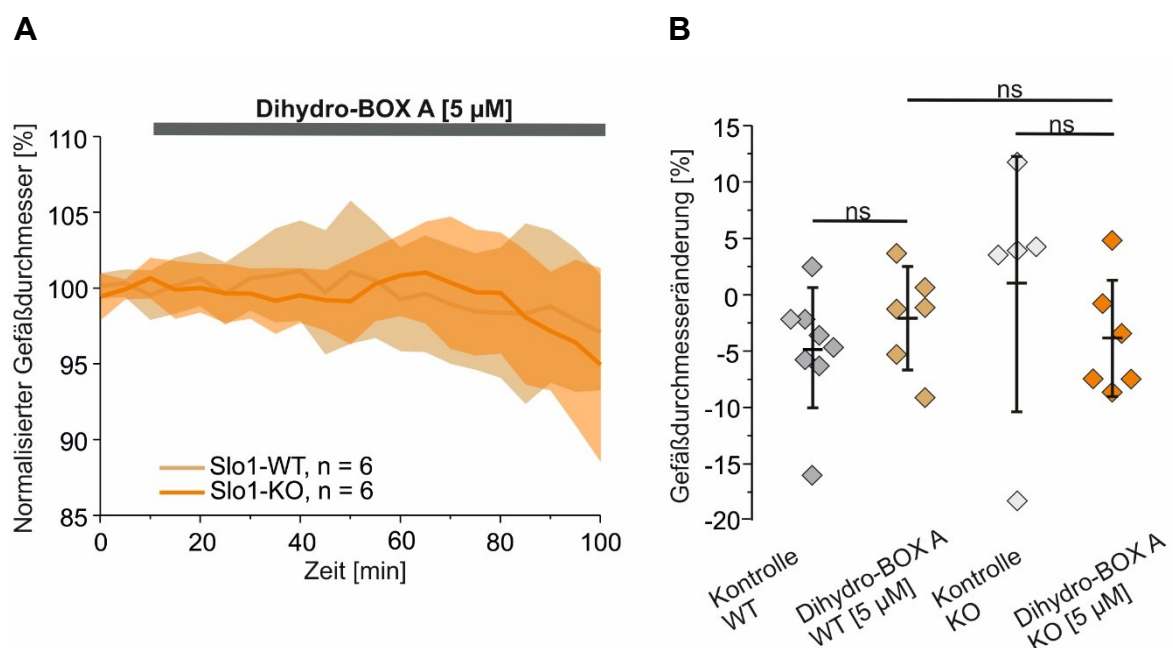 A
Dihydro-BOX A [5 µM]
Normalisierter Gefäßdurchmesser [%]
110
105
100
95
90
85
Slo1-WT, n = 6
Slo1-KO, n = 6
0
20
40
60
80
100
Zeit [min]
B
ns
ns
ns
Gefäßdurchmesseränderung [%]
15
10
5
0
-5
-10
-15
-20
Kontrolle
WT
Dihydro-BOX A
WT [5 µM]
Kontrolle
KO
Dihydro-BOX A
KO [5 µM]